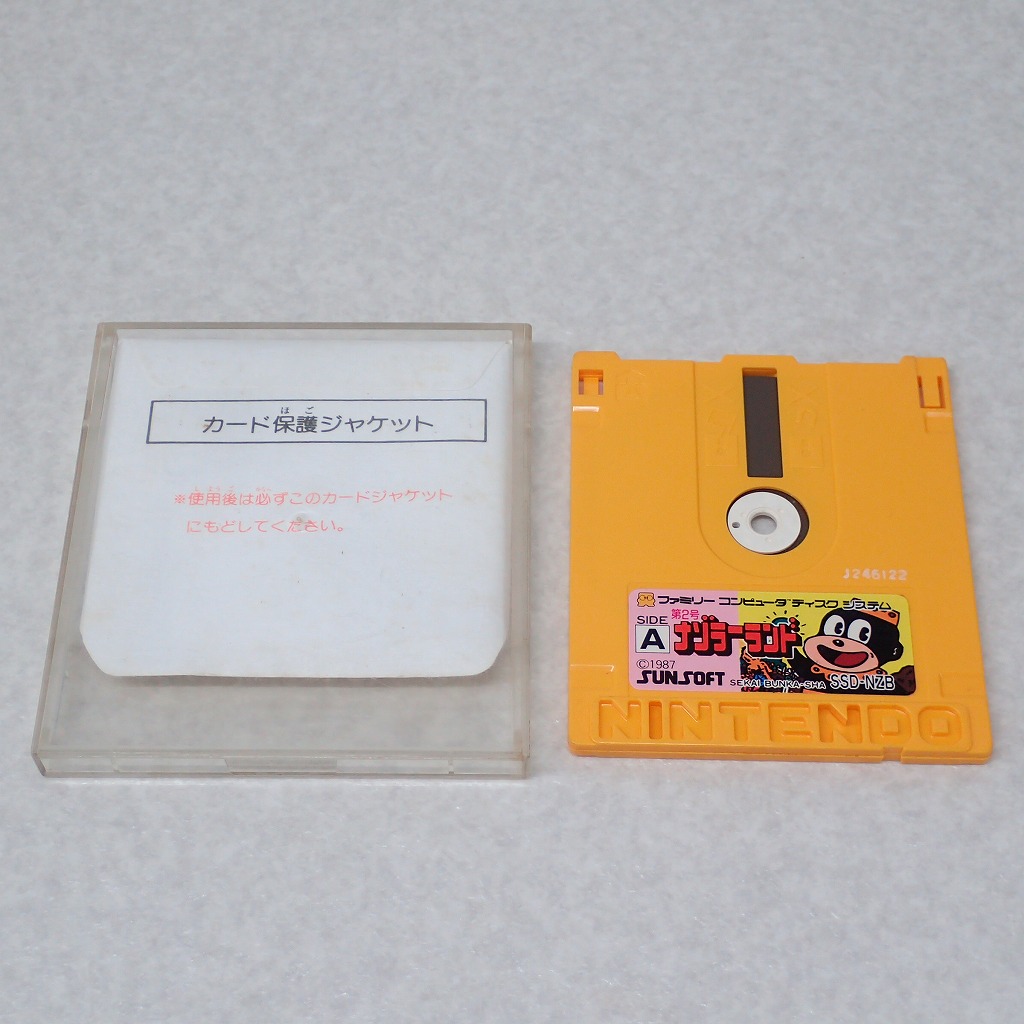 カード保護ジャケット
ほご
※使用後は必ずこのカードジャケット
にもどしてください。
J246122
ファミリー コンピュータ ディスク システム
SIDE
A
第2号
ナゾラーランド
©1987
SUNSOFT
SEKAI BUNKA-SHA
SSD-NZB
NINTENDO